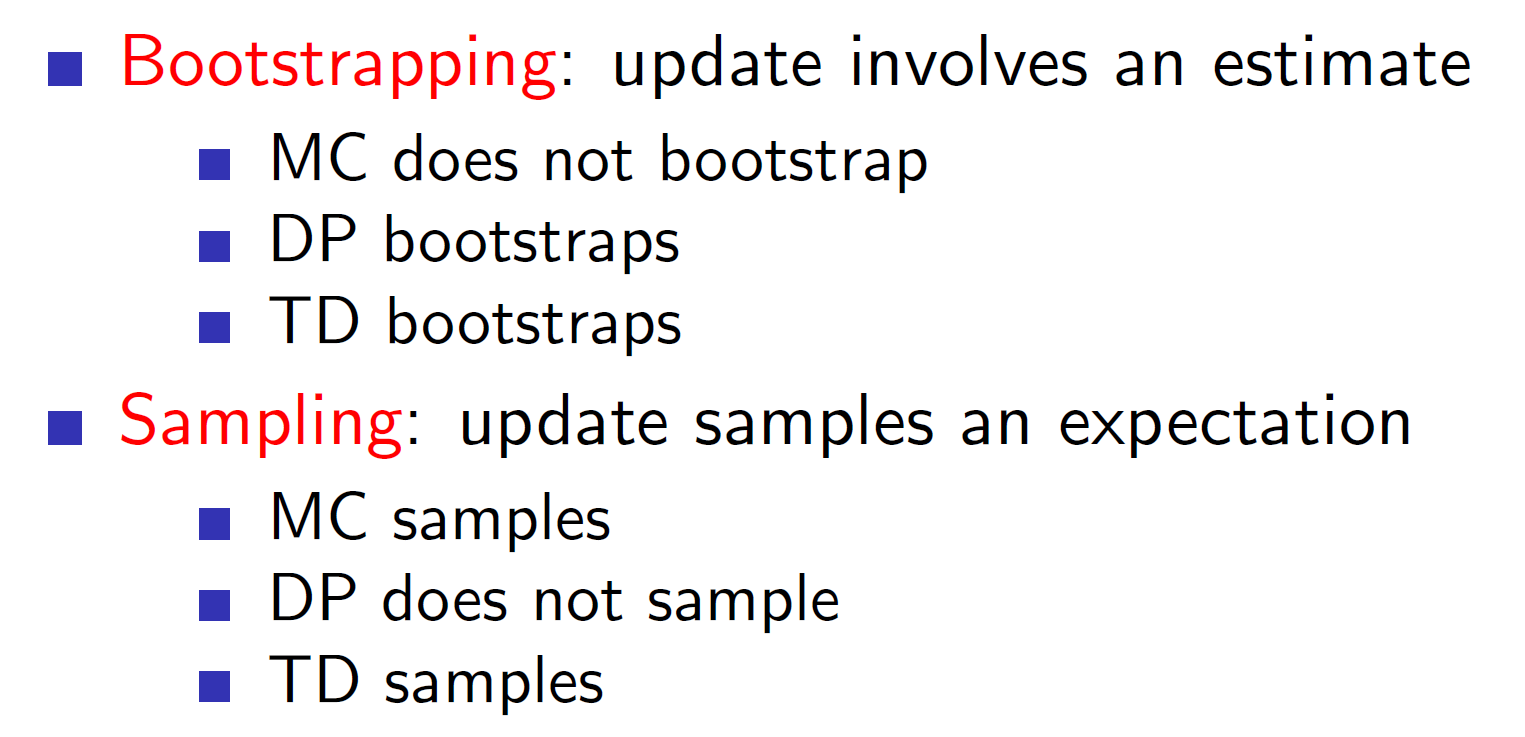 Bootstrapping: update involves an estimate
MC does not bootstrap
DP bootstraps
TD bootstraps
Sampling: update samples an expectation
MC samples
DP does not sample
TD samples